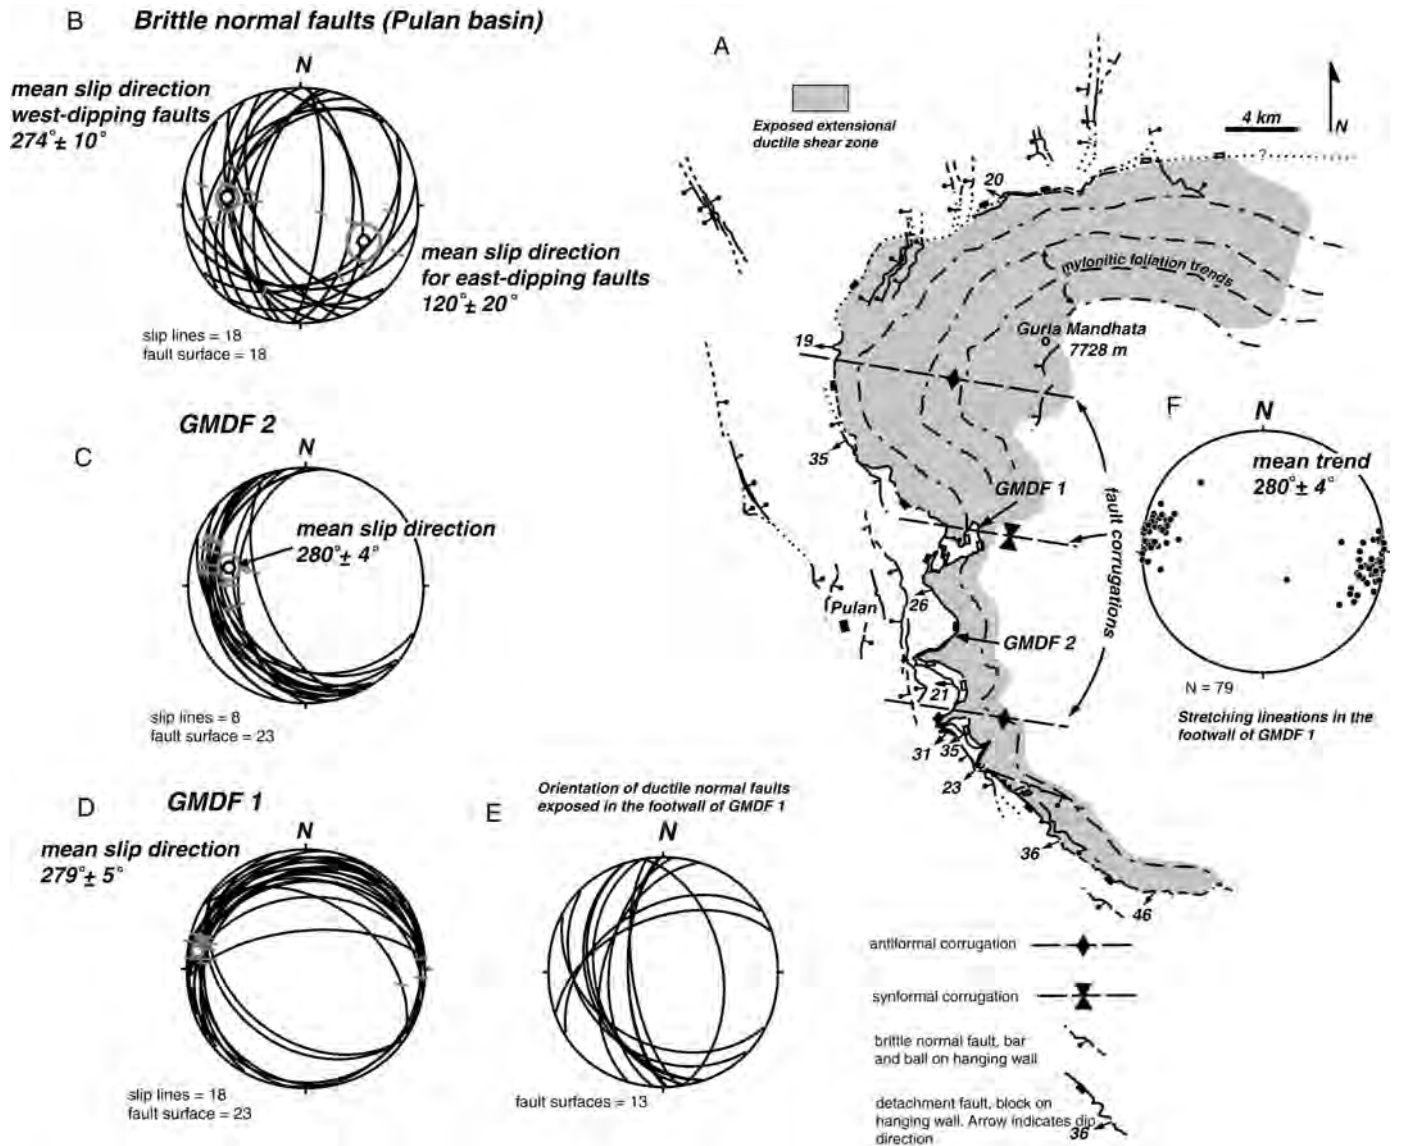 B
Brittle normal faults (Pulan basin)
N
mean slip direction
west-dipping faults
274°± 10°
mean slip direction
for east-dipping faults
120°± 20°
slip lines = 18
fault surface = 18
GMDF 2
C
N
mean slip direction
280°± 4°
slip lines = 8
fault surface = 23
D
GMDF 1
N
mean slip direction
279°± 5°
slip lines = 18
fault surface = 23
E
Orientation of ductile normal faults
exposed in the footwall of GMDF 1
N
fault surfaces = 13
A
Exposed extensional
ductile shear zone
4 km
N
?
20
mylonitic foliation trends
Gurla Mandhata
7728 m
19
35
GMDF 1
fault corrugations
26
Pulan
GMDF 2
21
31
35
23
36
46
F
N
mean trend
280°± 4°
N = 79
Stretching lineations in the
footwall of GMDF 1
antiformal corrugation
synformal corrugation
brittle normal fault, bar
and ball on hanging wall
detachment fault, block on
hanging wall. Arrow indicates dip
direction
36